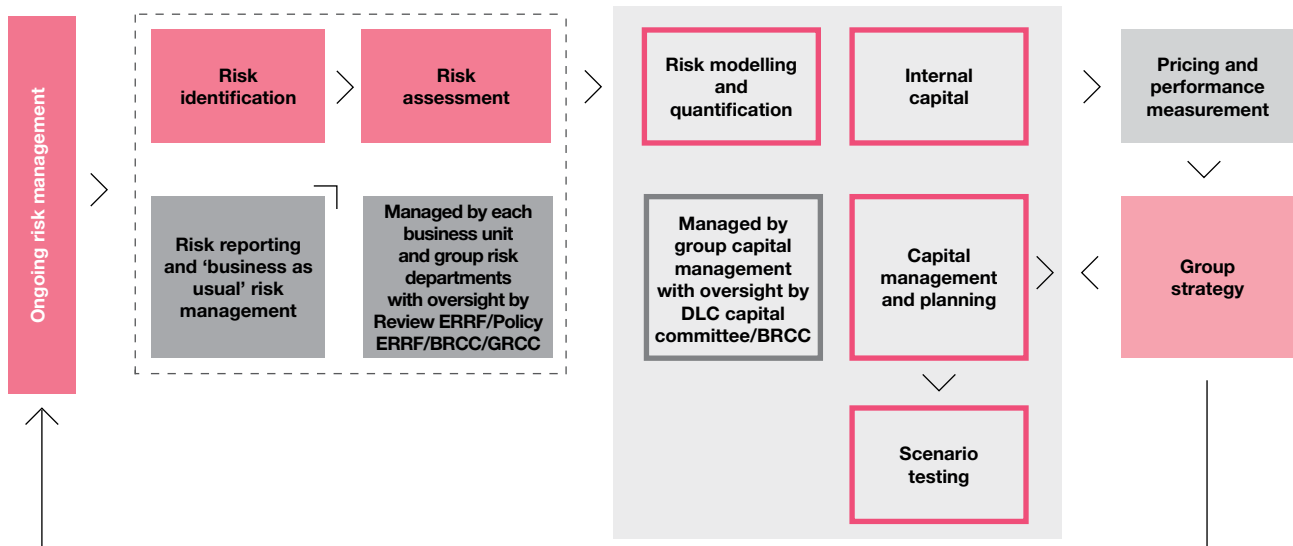 Ongoing risk management
Risk
identification
Risk
assessment
Risk reporting
and ‘business as
usual’ risk
management
Managed by each
business unit
and group risk
departments
with oversight by
Review ERRF/Policy
ERRF/BRCC/GRCC
Risk modelling
and
quantification
Internal
capital
Managed by
group capital
management
with oversight by
DLC capital
committee/BRCC
Capital
management
and planning
Scenario
testing
Pricing and
performance
measurement
Group
strategy